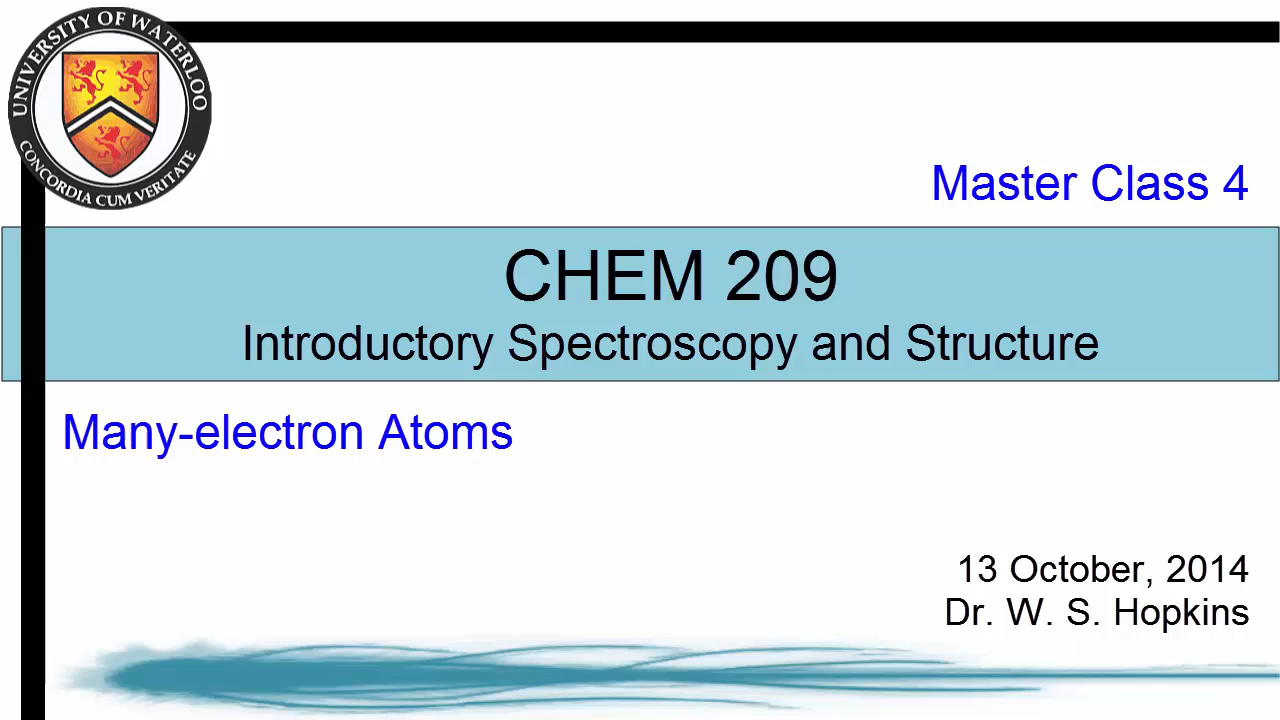 UNIVERSITY OF WATERLOO
CONCORDIA CUM VERITATE
Master Class 4
CHEM 209
Introductory Spectroscopy and Structure
Many-electron Atoms
13 October, 2014
Dr. W. S. Hopkins